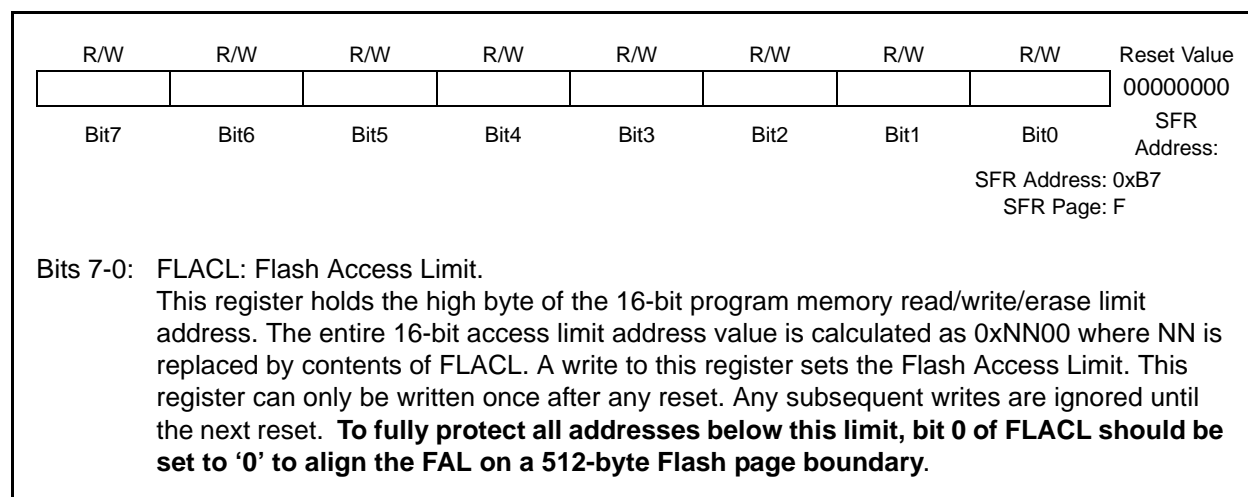 R/W R/W R/W R/W R/W R/W R/W R/W Reset Value
00000000
Bit7 Bit6 Bit5 Bit4 Bit3 Bit2 Bit1 Bit0 SFR
Address:
SFR Address: 0xB7
SFR Page: F
Bits 7-0: FLACL: Flash Access Limit.
This register holds the high byte of the 16-bit program memory read/write/erase limit
address. The entire 16-bit access limit address value is calculated as 0xNN00 where NN is
replaced by contents of FLACL. A write to this register sets the Flash Access Limit. This
register can only be written once after any reset. Any subsequent writes are ignored until
the next reset. To fully protect all addresses below this limit, bit 0 of FLACL should be
set to ‘0’ to align the FAL on a 512-byte Flash page boundary.